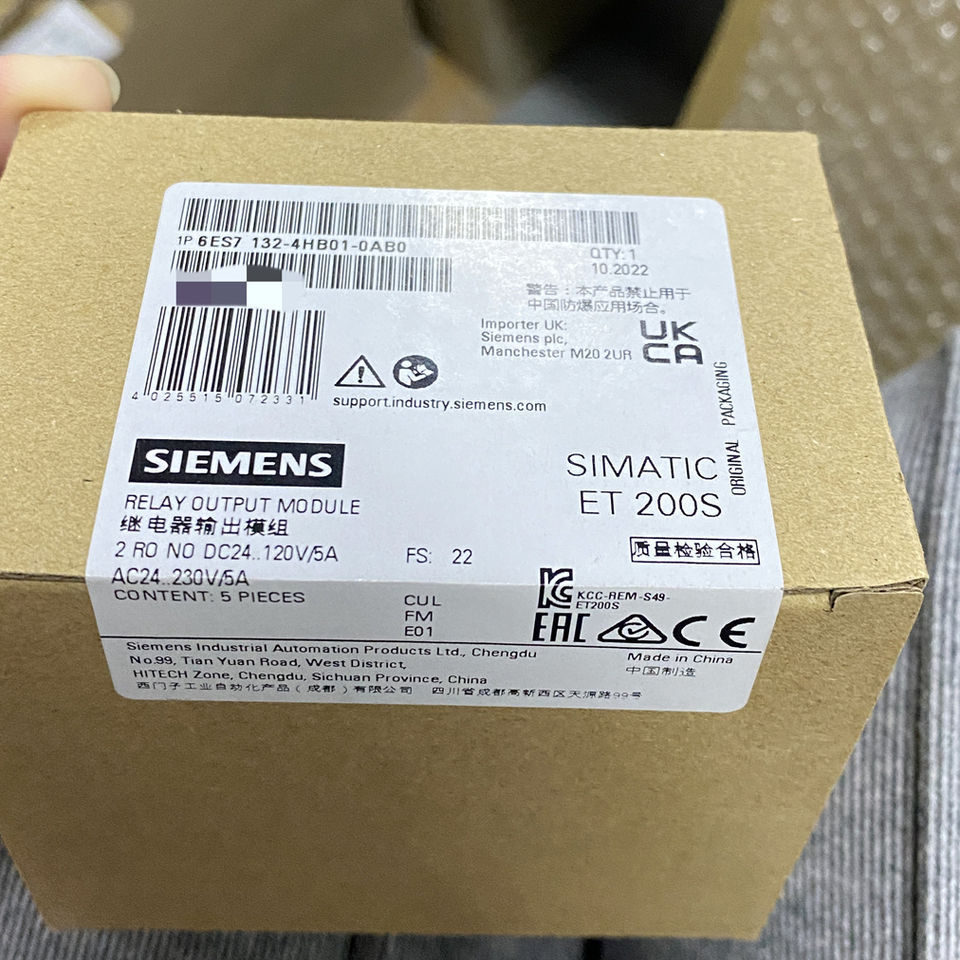 1P 6ES7 132-4HB01-0AB0
QTY: 1
10.2022
警告：本产品禁止用于
中国防爆应用场合。
Importer UK:
Siemens plc,
Manchester M20 2UR
UK
CA
4 025515 072331
support.industry.siemens.com
ORIGINAL PACKAGING
SIEMENS
SIMATIC
ET 200S
RELAY OUTPUT MODULE
继电器输出模组
2 RO NO DC24..120V/5A
FS: 22
质量检验合格
AC24..230V/5A
CONTENT: 5 PIECES
CUL
FM
E01
KCC-REM-S49-
ET200S
EAC
CE
Siemens Industrial Automation Products Ltd., Chengdu
No.99, Tian Yuan Road, West District,
HITECH Zone, Chengdu, Sichuan Province, China
Made in China
中国制造
西门子工业自动化产品（成都）有限公司 四川省成都高新西区天源路99号